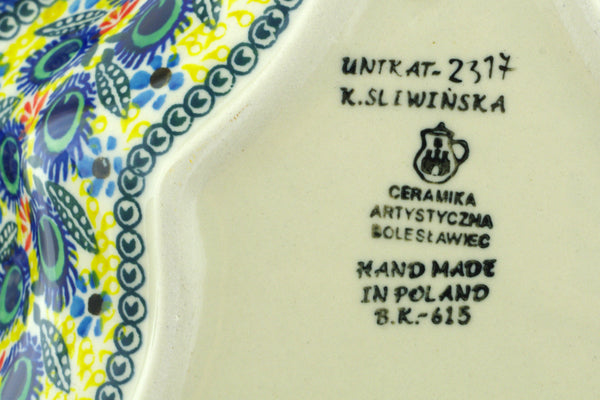 UNIKAT-2317
K.SLIWIŃSKA
CERAMIKA
ARTYSTYCZNA
BOLESŁAWIEC
HAND MADE
IN POLAND
B.K.-615